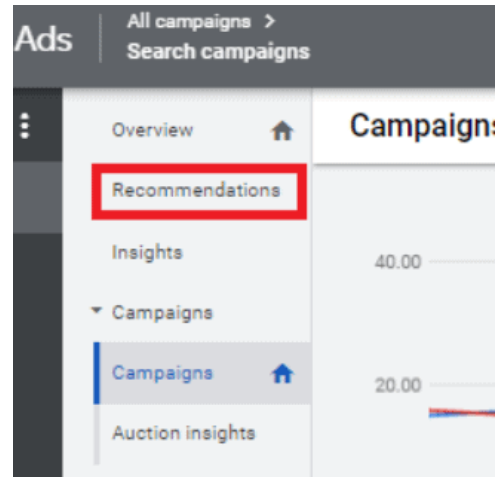 Ads
All campaigns >
Search campaigns
Overview
Campaigns
Recommendations
Insights
40.00
Campaigns
Campaigns
20.00
Auction insights